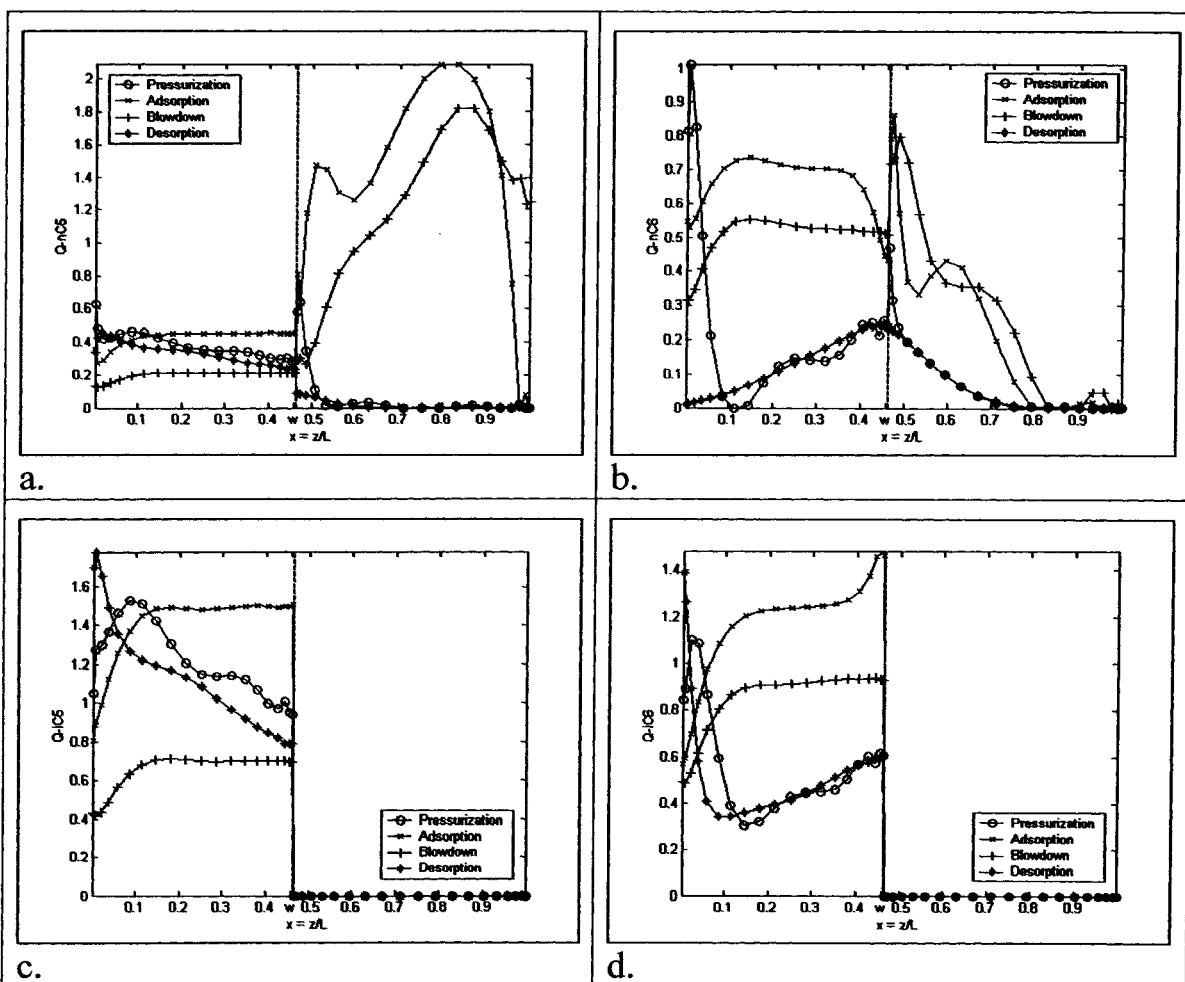 2
1.8
1.6
1.4
1.2
1
0.8
0.6
0.4
0.2
0
Q-nC5
Pressurization
Adsorption
Blowdown
Desorption
0.1 0.2 0.3 0.4 w 0.5 0.6 0.7 0.8 0.9
x = z/L
a.
1
0.9
0.8
0.7
0.6
0.5
0.4
0.3
0.2
0.1
0
Q-nC6
Pressurization
Adsorption
Blowdown
Desorption
0.1 0.2 0.3 0.4 w 0.5 0.6 0.7 0.8 0.9
x = z/L
b.
1.6
1.4
1.2
1
0.8
0.6
0.4
0.2
0
Q-iC5
Pressurization
Adsorption
Blowdown
Desorption
0.1 0.2 0.3 0.4 w 0.5 0.6 0.7 0.8 0.9
x = z/L
c.
1.4
1.2
1
0.8
0.6
0.4
0.2
0
Q-iC6
Pressurization
Adsorption
Blowdown
Desorption
0.1 0.2 0.3 0.4 w 0.5 0.6 0.7 0.8 0.9
x = z/L
d.